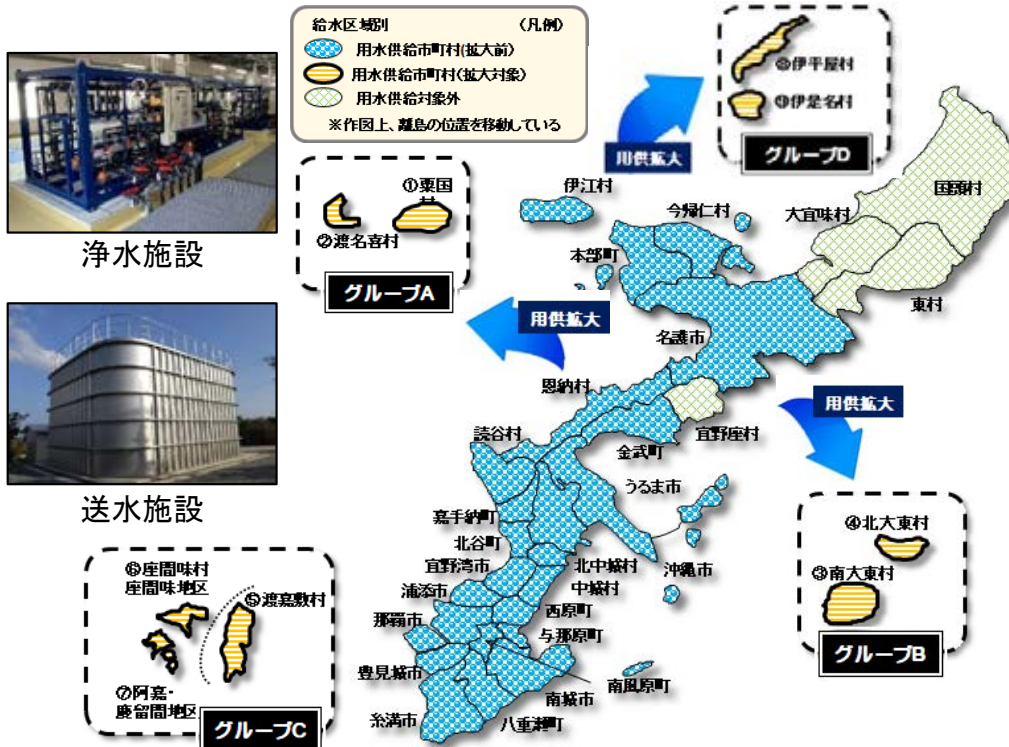 給水区域別 (凡例)
用水供給市町村(拡大前)
用水供給市町村(拡大対象)
用水供給対象外
※作図上、離島の位置を移動している
浄水施設
送水施設
①粟国村
②渡名喜村
グループA
用供拡大
用供拡大
⑧伊平屋村
⑨伊是名村
グループD
伊江村
今帰仁村
本部町
大宜味村
国頭村
東村
名護市
恩納村
宜野座村
金武町
読谷村
うるま市
嘉手納町
北谷町
宜野湾市
北中城村
中城村
沖縄市
浦添市
西原町
那覇市
与那原町
豊見城市
南城市
南風原町
糸満市
八重瀬町
用供拡大
④北大東村
③南大東村
グループB
⑥座間味村
座間味地区
⑤渡嘉敷村
⑦阿嘉・
慶留間地区
グループC